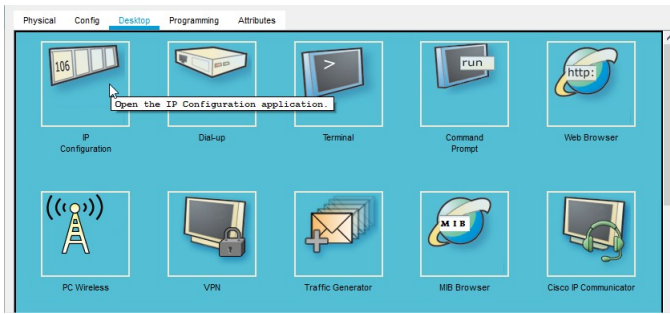 Physical Config Desktop Programming Attributes
106
>
run
http:
Open the IP Configuration application.
IP
Configuration
Dial-up
Terminal
Command
Prompt
Web Browser
MIB
PC Wireless
VPN
Traffic Generator
MIB Browser
Cisco IP Communicator